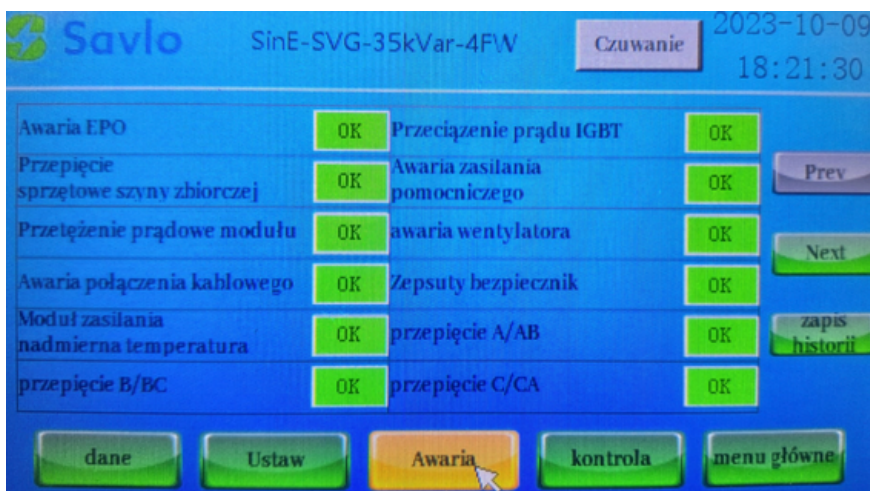 Savlo
SinE-SVG-35kVar-4FW
Czuwanie
2023-10-09
18:21:30
Awaria EPO
OK
Przeciązenie prądu IGBT
OK
Przepięcie
sprzętowe szyny zbiorczej
OK
Awaria zasilania
pomocniczego
OK
Prev
Przetężenie prądowe modułu
OK
awaria wentylatora
OK
Next
Awaria połączenia kablowego
OK
Zepsuty bezpiecznik
OK
Moduł zasilania
nadmierna temperatura
OK
przepięcie A/AB
OK
zapis
historii
przepięcie B/BC
OK
przepięcie C/CA
OK
dane
Ustaw
Awaria
kontrola
menu główne